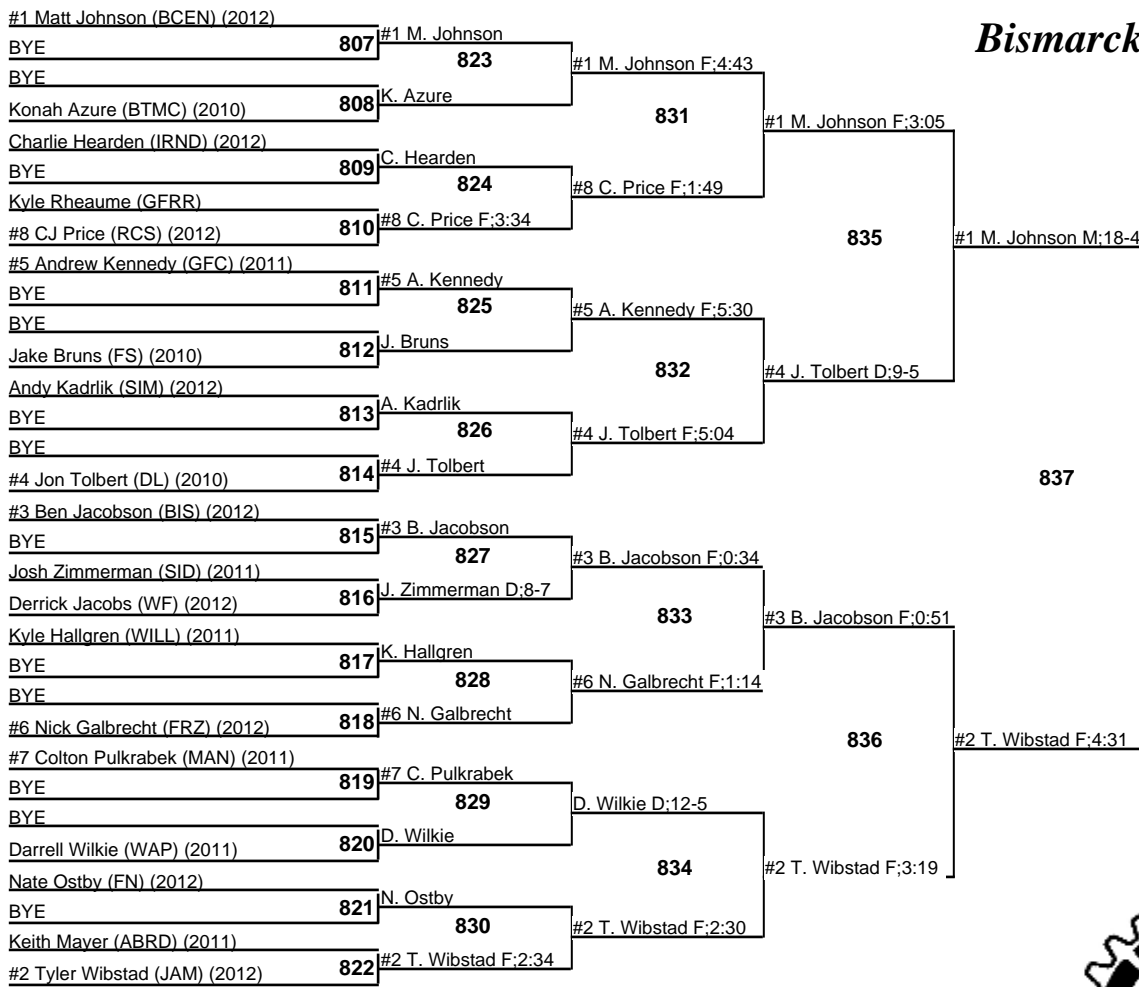 #1 Matt Johnson (BCEN) (2012)
BYE
BYE
Konah Azure (BTMC) (2010)
Charlie Hearden (IRND) (2012)
BYE
Kyle Rheaume (GFRR)
#8 CJ Price (RCS) (2012)
#5 Andrew Kennedy (GFC) (2011)
BYE
BYE
Jake Bruns (FS) (2010)
Andy Kadrlik (SIM) (2012)
BYE
BYE
#4 Jon Tolbert (DL) (2010)
#3 Ben Jacobson (BIS) (2012)
BYE
Josh Zimmerman (SID) (2011)
Derrick Jacobs (WF) (2012)
Kyle Hallgren (WILL) (2011)
BYE
BYE
#6 Nick Galbrecht (FRZ) (2012)
#7 Colton Pulkrabek (MAN) (2011)
BYE
BYE
Darrell Wilkie (WAP) (2011)
Nate Ostby (FN) (2012)
BYE
Keith Mayer (ABRD) (2011)
#2 Tyler Wibstad (JAM) (2012)
807
808
809
810
811
812
813
814
815
816
817
818
819
820
821
822
#1 M. Johnson
K. Azure
C. Hearden
#8 C. Price F;3:34
#5 A. Kennedy
J. Bruns
A. Kadrlik
#4 J. Tolbert
#3 B. Jacobson
J. Zimmerman D;8-7
K. Hallgren
#6 N. Galbrecht
#7 C. Pulkrabek
D. Wilkie
N. Ostby
#2 T. Wibstad F;2:34
823
824
825
826
827
828
829
830
#1 M. Johnson F;4:43
#8 C. Price F;1:49
#5 A. Kennedy F;5:30
#4 J. Tolbert F;5:04
#3 B. Jacobson F;0:34
#6 N. Galbrecht F;1:14
D. Wilkie D;12-5
#2 T. Wibstad F;2:30
831
832
833
834
#1 M. Johnson F;3:05
#4 J. Tolbert D;9-5
#3 B. Jacobson F;0:51
#2 T. Wibstad F;3:19
835
836
Bismarck
#1 M. Johnson M;18-4
#2 T. Wibstad F;4:31
837